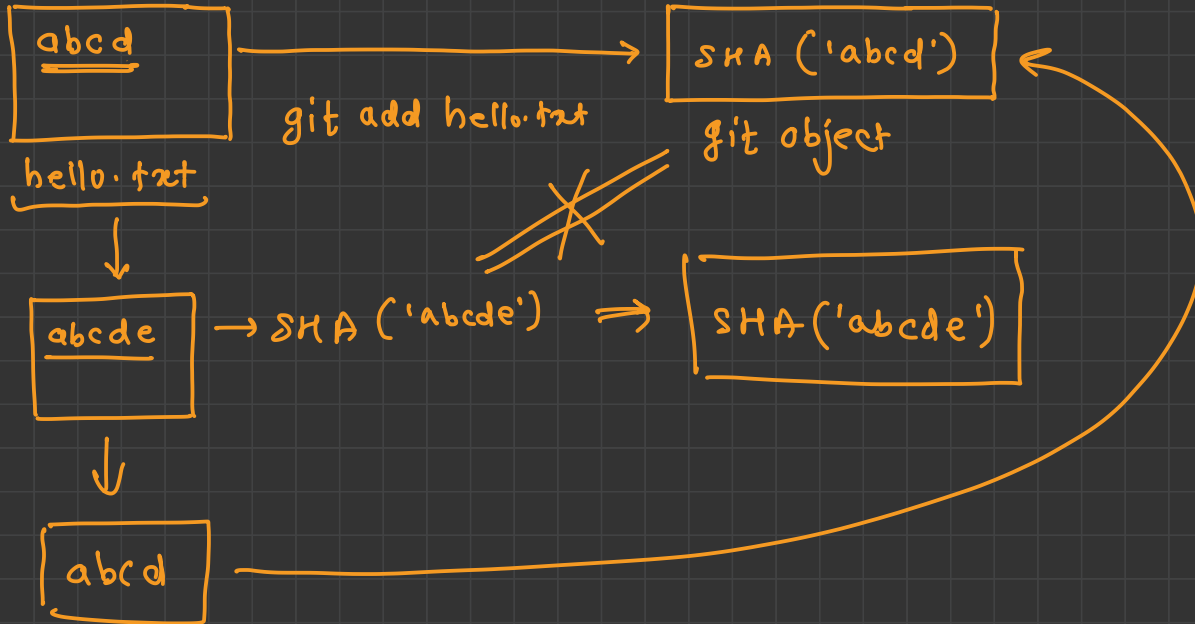 abcd
SHA ('abcd')
git add hello.txt
git object
hello.txt
abcde
SHA ('abcde')
SHA ('abcde')
abcd